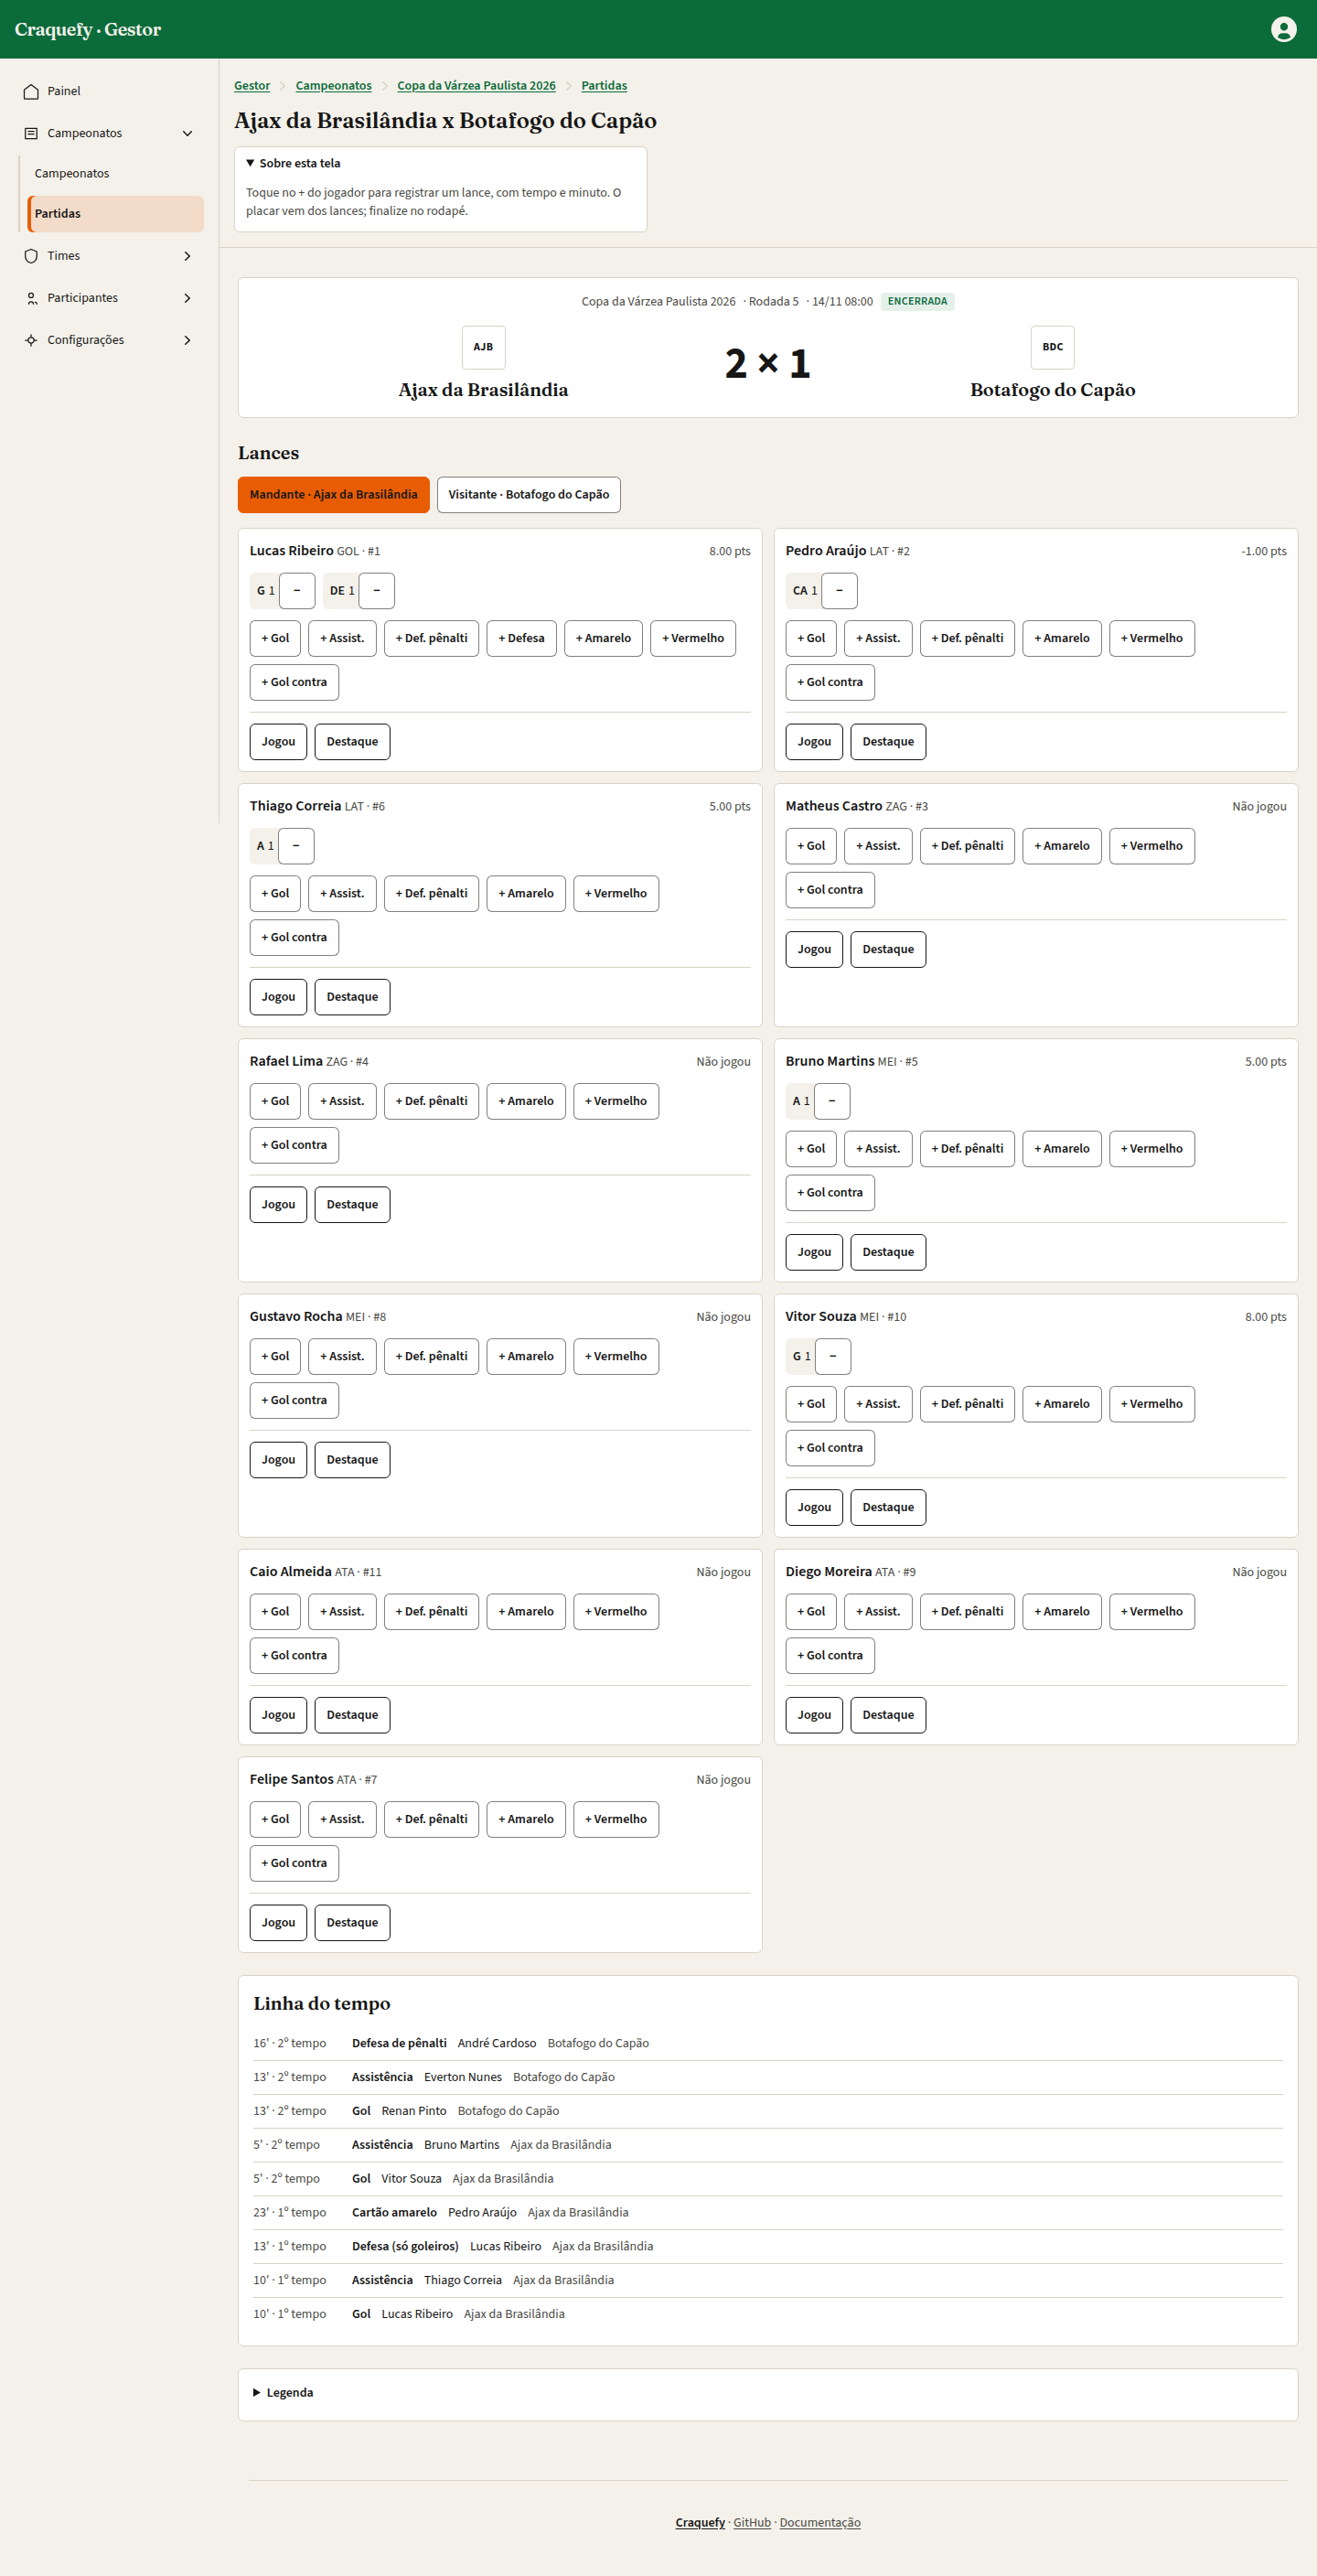 Craquefy · Gestor
Painel
Campeonatos
Campeonatos
Partidas
Times
Participantes
Configurações
Gestor > Campeonatos > Copa da Várzea Paulista 2026 > Partidas
Ajax da Brasilândia x Botafogo do Capão
▼ Sobre esta tela
Toque no + do jogador para registrar um lance, com tempo e minuto. O
placar vem dos lances; finalize no rodapé.
Copa da Várzea Paulista 2026 · Rodada 5 · 14/11 08:00 ENCERRADA
AJB
Ajax da Brasilândia
2 × 1
BDC
Botafogo do Capão
Lances
Mandante · Ajax da Brasilândia
Visitante · Botafogo do Capão
Lucas Ribeiro GOL · #1 8.00 pts
G 1 − DE 1 −
+ Gol + Assist. + Def. pênalti + Defesa + Amarelo + Vermelho
+ Gol contra
Jogou Destaque
Pedro Araújo LAT · #2 -1.00 pts
CA 1 −
+ Gol + Assist. + Def. pênalti + Amarelo + Vermelho
+ Gol contra
Jogou Destaque
Thiago Correia LAT · #6 5.00 pts
A 1 −
+ Gol + Assist. + Def. pênalti + Amarelo + Vermelho
+ Gol contra
Jogou Destaque
Matheus Castro ZAG · #3 Não jogou
+ Gol + Assist. + Def. pênalti + Amarelo + Vermelho
+ Gol contra
Jogou Destaque
Rafael Lima ZAG · #4 Não jogou
+ Gol + Assist. + Def. pênalti + Amarelo + Vermelho
+ Gol contra
Jogou Destaque
Bruno Martins MEI · #5 5.00 pts
A 1 −
+ Gol + Assist. + Def. pênalti + Amarelo + Vermelho
+ Gol contra
Jogou Destaque
Gustavo Rocha MEI · #8 Não jogou
+ Gol + Assist. + Def. pênalti + Amarelo + Vermelho
+ Gol contra
Jogou Destaque
Vitor Souza MEI · #10 8.00 pts
G 1 −
+ Gol + Assist. + Def. pênalti + Amarelo + Vermelho
+ Gol contra
Jogou Destaque
Caio Almeida ATA · #11 Não jogou
+ Gol + Assist. + Def. pênalti + Amarelo + Vermelho
+ Gol contra
Jogou Destaque
Diego Moreira ATA · #9 Não jogou
+ Gol + Assist. + Def. pênalti + Amarelo + Vermelho
+ Gol contra
Jogou Destaque
Felipe Santos ATA · #7 Não jogou
+ Gol + Assist. + Def. pênalti + Amarelo + Vermelho
+ Gol contra
Jogou Destaque
Linha do tempo
16' · 2º tempo Defesa de pênalti André Cardoso Botafogo do Capão
13' · 2º tempo Assistência Everton Nunes Botafogo do Capão
13' · 2º tempo Gol Renan Pinto Botafogo do Capão
5' · 2º tempo Assistência Bruno Martins Ajax da Brasilândia
5' · 2º tempo Gol Vitor Souza Ajax da Brasilândia
23' · 1º tempo Cartão amarelo Pedro Araújo Ajax da Brasilândia
13' · 1º tempo Defesa (só goleiros) Lucas Ribeiro Ajax da Brasilândia
10' · 1º tempo Assistência Thiago Correia Ajax da Brasilândia
10' · 1º tempo Gol Lucas Ribeiro Ajax da Brasilândia
▶ Legenda
Craquefy · GitHub · Documentação